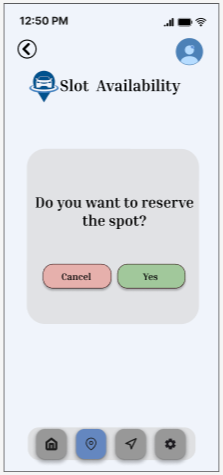 12:50 PM
Slot Availability
Do you want to reserve
the spot?
Cancel
Yes